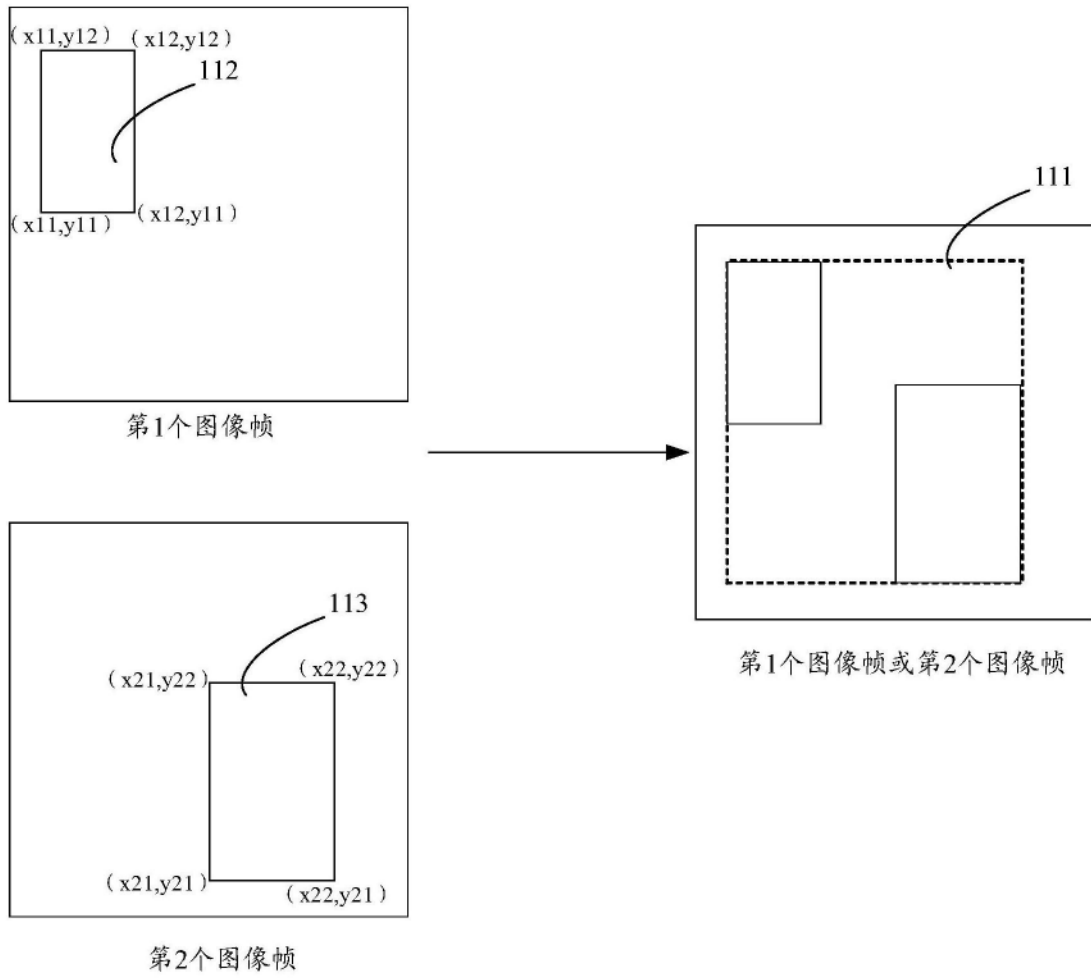 (x11,y12) (x12,y12)
112
(x11,y11) (x12,y11)
第1个图像帧
111
第1个图像帧或第2个图像帧
113
(x21,y22) (x22,y22)
(x21,y21) (x22,y21)
第2个图像帧